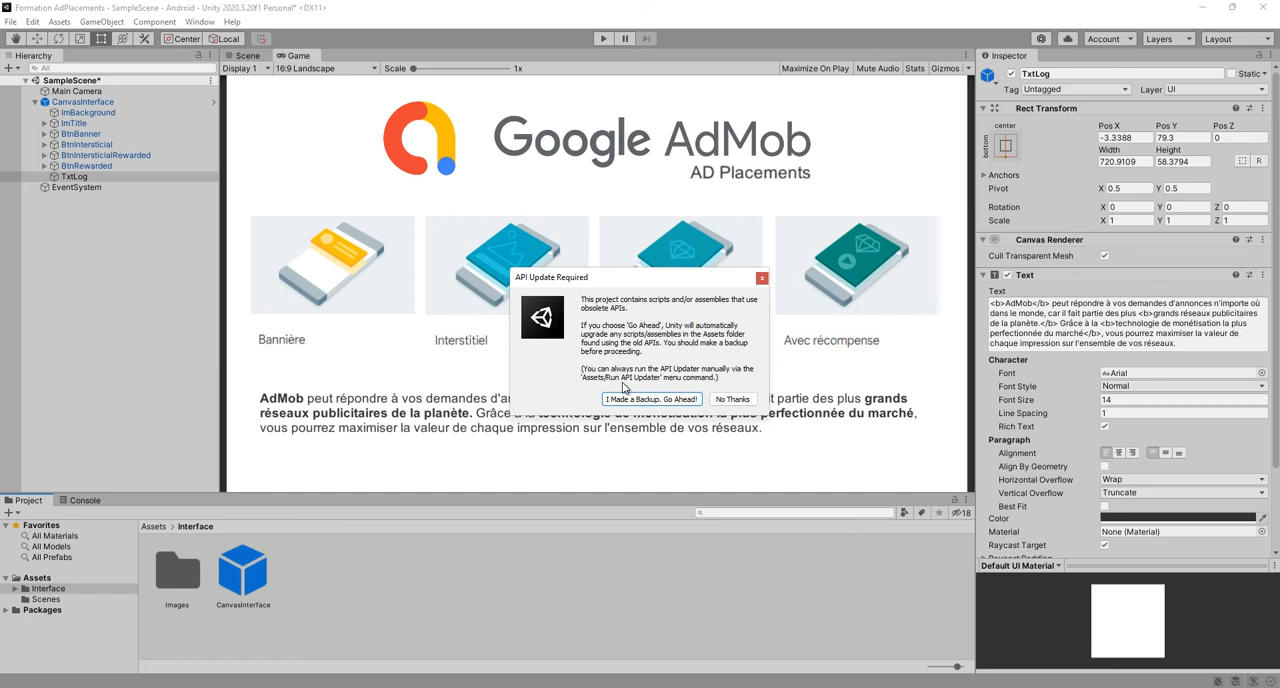 Formation AdPlacements - SampleScene - Android - Unity 2020.3.20f1 Personal* <DX11>
File Edit Assets GameObject Component Window Help
Center Local Account Layers Layout
Hierarchy
All
SampleScene*
Main Camera
CanvasInterface
ImBackground
ImTitle
BtnBanner
BtnIntersticial
BtnIntersticialRewarded
BtnRewarded
TxtLog
EventSystem
Scene Game
Display 1 16:9 Landscape Scale 1x Maximize On Play Mute Audio Stats Gizmos
Google AdMob
AD Placements
Bannière
Interstitiel
Avec récompense
AdMob peut répondre à vos demandes d'an
t partie des plus grands
réseaux publicitaires de la planète. Grâce à la technologie de monétisation la plus perfectionnée du marché,
vous pourrez maximiser la valeur de chaque impression sur l'ensemble de vos réseaux.
API Update Required
x
This project contains scripts and/or assemblies that use
obsolete APIs.
If you choose 'Go Ahead', Unity will automatically
upgrade any scripts/assemblies in the Assets folder
found using the old APIs. You should make a backup
before proceeding.
(You can always run the API Updater manually via the
'Assets/Run API Updater' menu command.)
I Made a Backup. Go Ahead!
No Thanks
Inspector
TxtLog Static
Tag Untagged Layer UI
Rect Transform
center
bottom
Pos X Pos Y Pos Z
-3.3388 79.3 0
Width Height
720.9109 58.3794 R
Anchors
Pivot X 0.5 Y 0.5
Rotation X 0 Y 0 Z 0
Scale X 1 Y 1 Z 1
Canvas Renderer
Cull Transparent Mesh
Text
Text
<b>AdMob</b> peut répondre à vos demandes d'annonces n'importe où
dans le monde, car il fait partie des plus <b>grands réseaux publicitaires
de la planète.</b> Grâce à la <b>technologie de monétisation la plus
perfectionnée du marché</b>, vous pourrez maximiser la valeur de
chaque impression sur l'ensemble de vos réseaux.
Character
Font Arial
Font Style Normal
Font Size 14
Line Spacing 1
Rich Text
Paragraph
Alignment
Align By Geometry
Horizontal Overflow Wrap
Vertical Overflow Truncate
Best Fit
Color
Material None (Material)
Raycast Target
Raycast Padding
Default UI Material
Project Console
18
Favorites
All Materials
All Models
All Prefabs
Assets
Interface
Scenes
Packages
Assets > Interface
Images
CanvasInterface